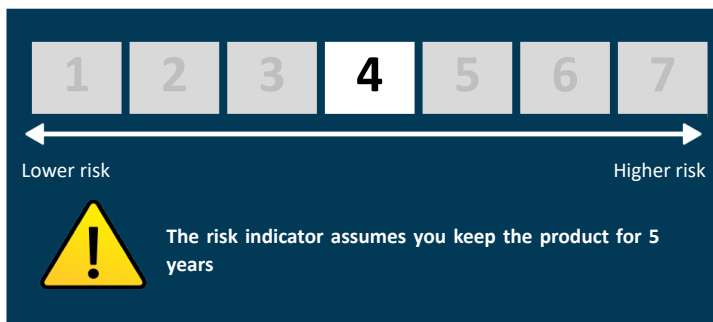 1 2 3 4 5 6 7
Lower risk Higher risk
!
The risk indicator assumes you keep the product for 5
years